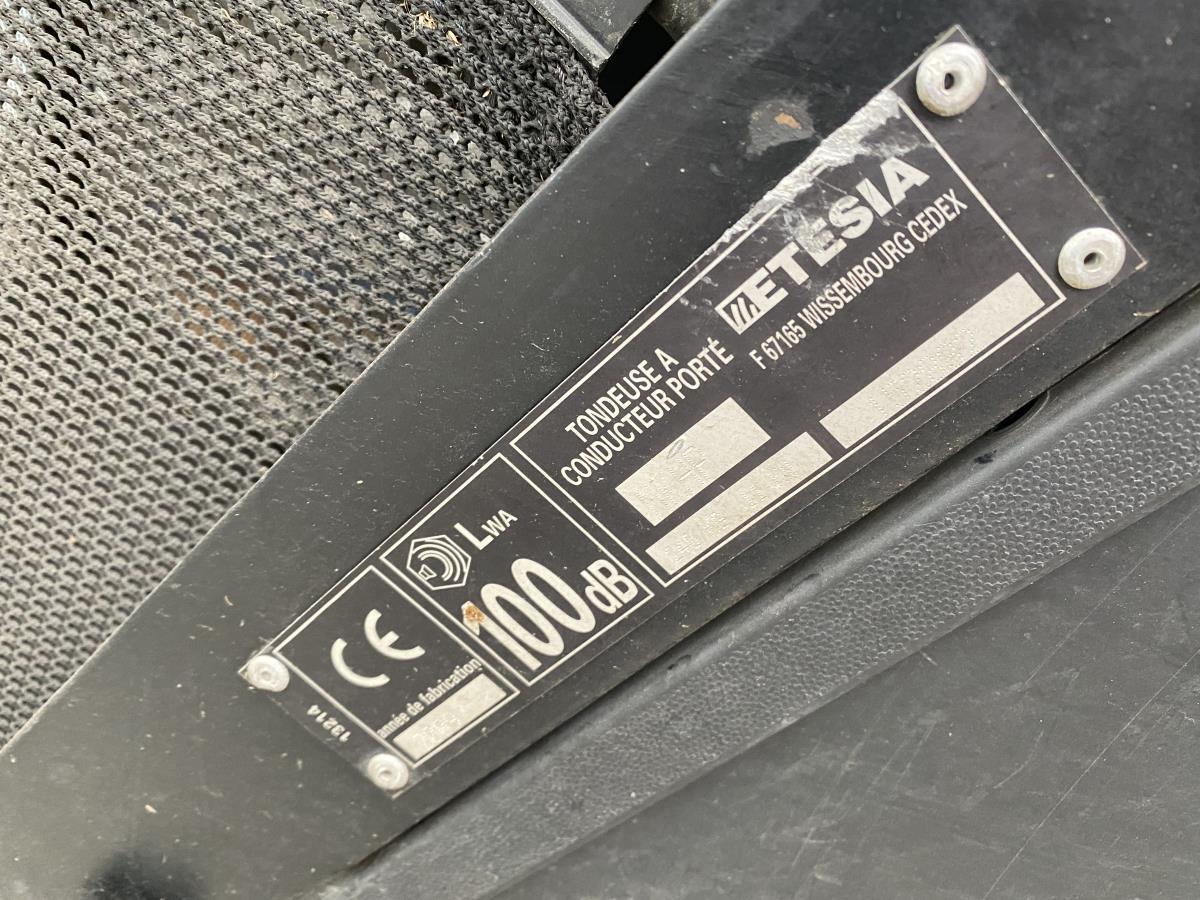 ETESIA
TONDEUSE A
CONDUCTEUR PORTÉ
F 67165 WISSEMBOURG CEDEX
LWA
100dB
CE
année de fabrication
13214